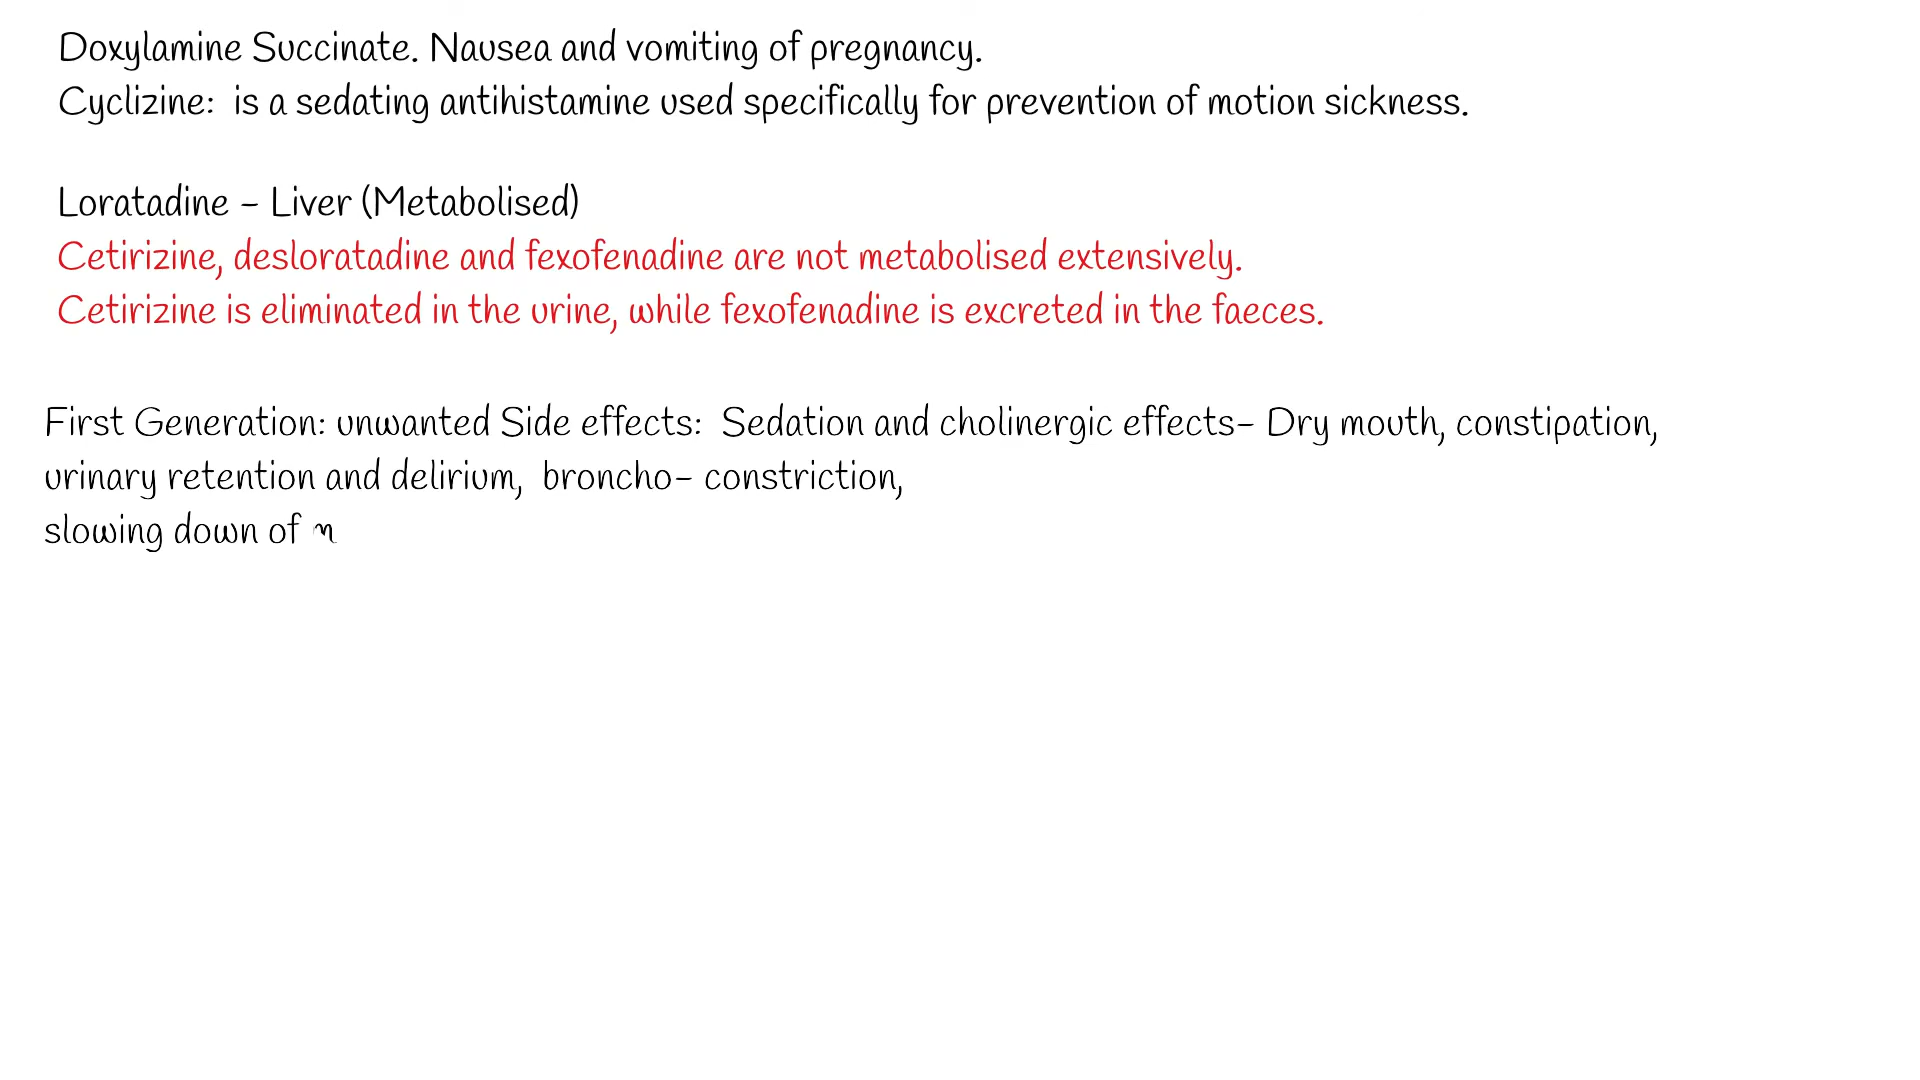 Doxylamine Succinate. Nausea and vomiting of pregnancy.
Cyclizine: is a sedating antihistamine used specifically for prevention of motion sickness.
Loratadine - Liver (Metabolised)
Cetirizine, desloratadine and fexofenadine are not metabolised extensively.
Cetirizine is eliminated in the urine, while fexofenadine is excreted in the faeces.
First Generation: unwanted Side effects: Sedation and cholinergic effects- Dry mouth, constipation,
urinary retention and delirium, broncho- constriction,
slowing down of